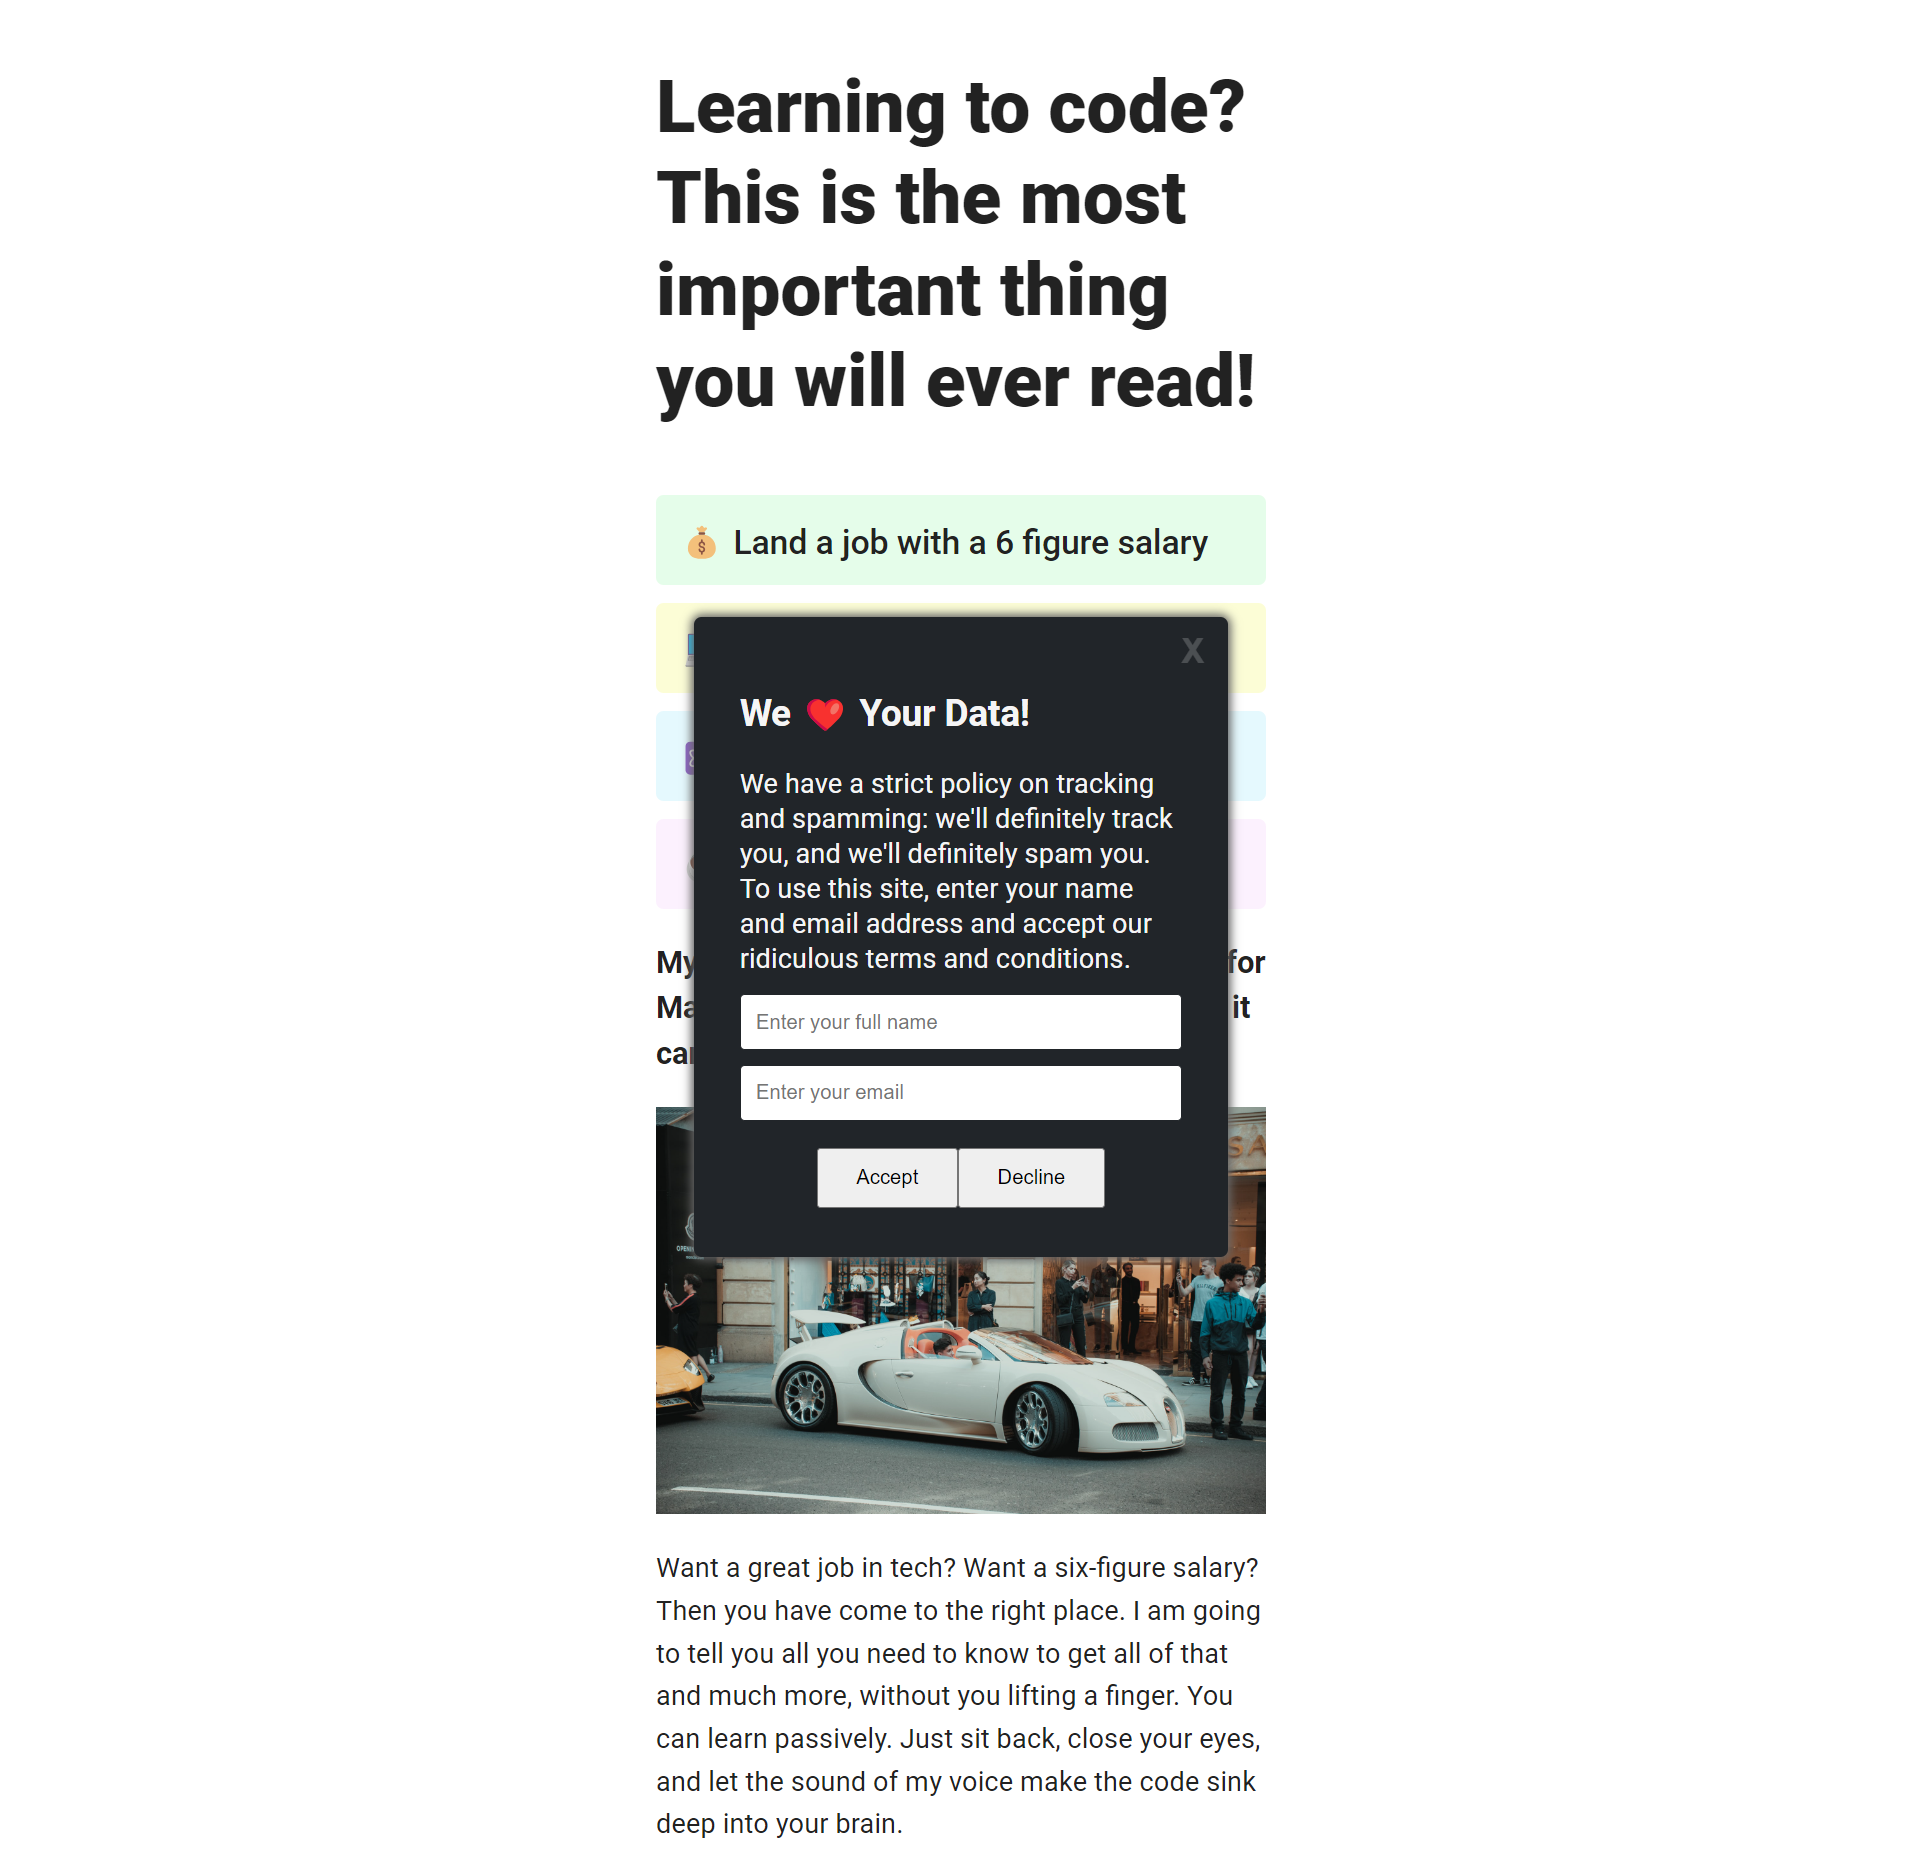 Learning to code?
This is the most
important thing
you will ever read!
💰 Land a job with a 6 figure salary
X
We ❤️ Your Data!
We have a strict policy on tracking
and spamming: we'll definitely track
you, and we'll definitely spam you.
To use this site, enter your name
and email address and accept our
ridiculous terms and conditions.
My for
it
Enter your full name
Enter your email
Accept Decline
Want a great job in tech? Want a six-figure salary?
Then you have come to the right place. I am going
to tell you all you need to know to get all of that
and much more, without you lifting a finger. You
can learn passively. Just sit back, close your eyes,
and let the sound of my voice make the code sink
deep into your brain.